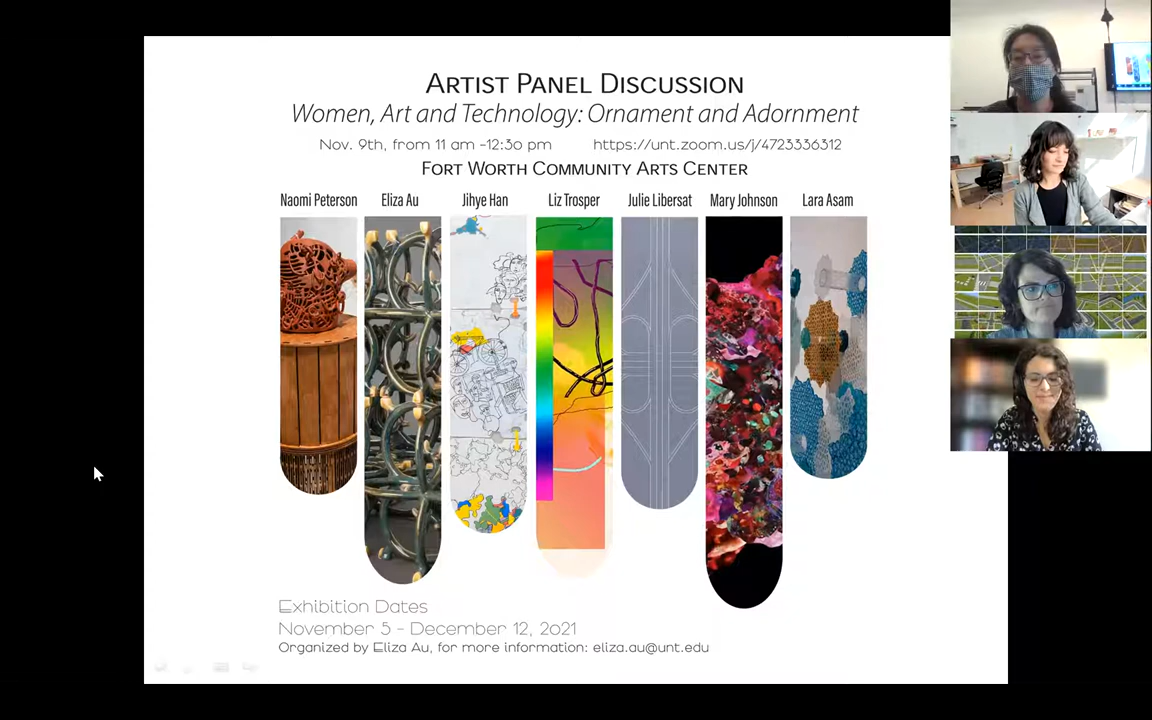 ARTIST PANEL DISCUSSION
Women, Art and Technology: Ornament and Adornment
Nov. 9th, from 11 am -12:30 pm https://unt.zoom.us/j/4723336312
FORT WORTH COMMUNITY ARTS CENTER
Naomi Peterson Eliza Au Jihye Han Liz Trosper Julie Libersat Mary Johnson Lara Asam
Exhibition Dates
November 5 - December 12, 2021
Organized by Eliza Au, for more information: eliza.au@unt.edu